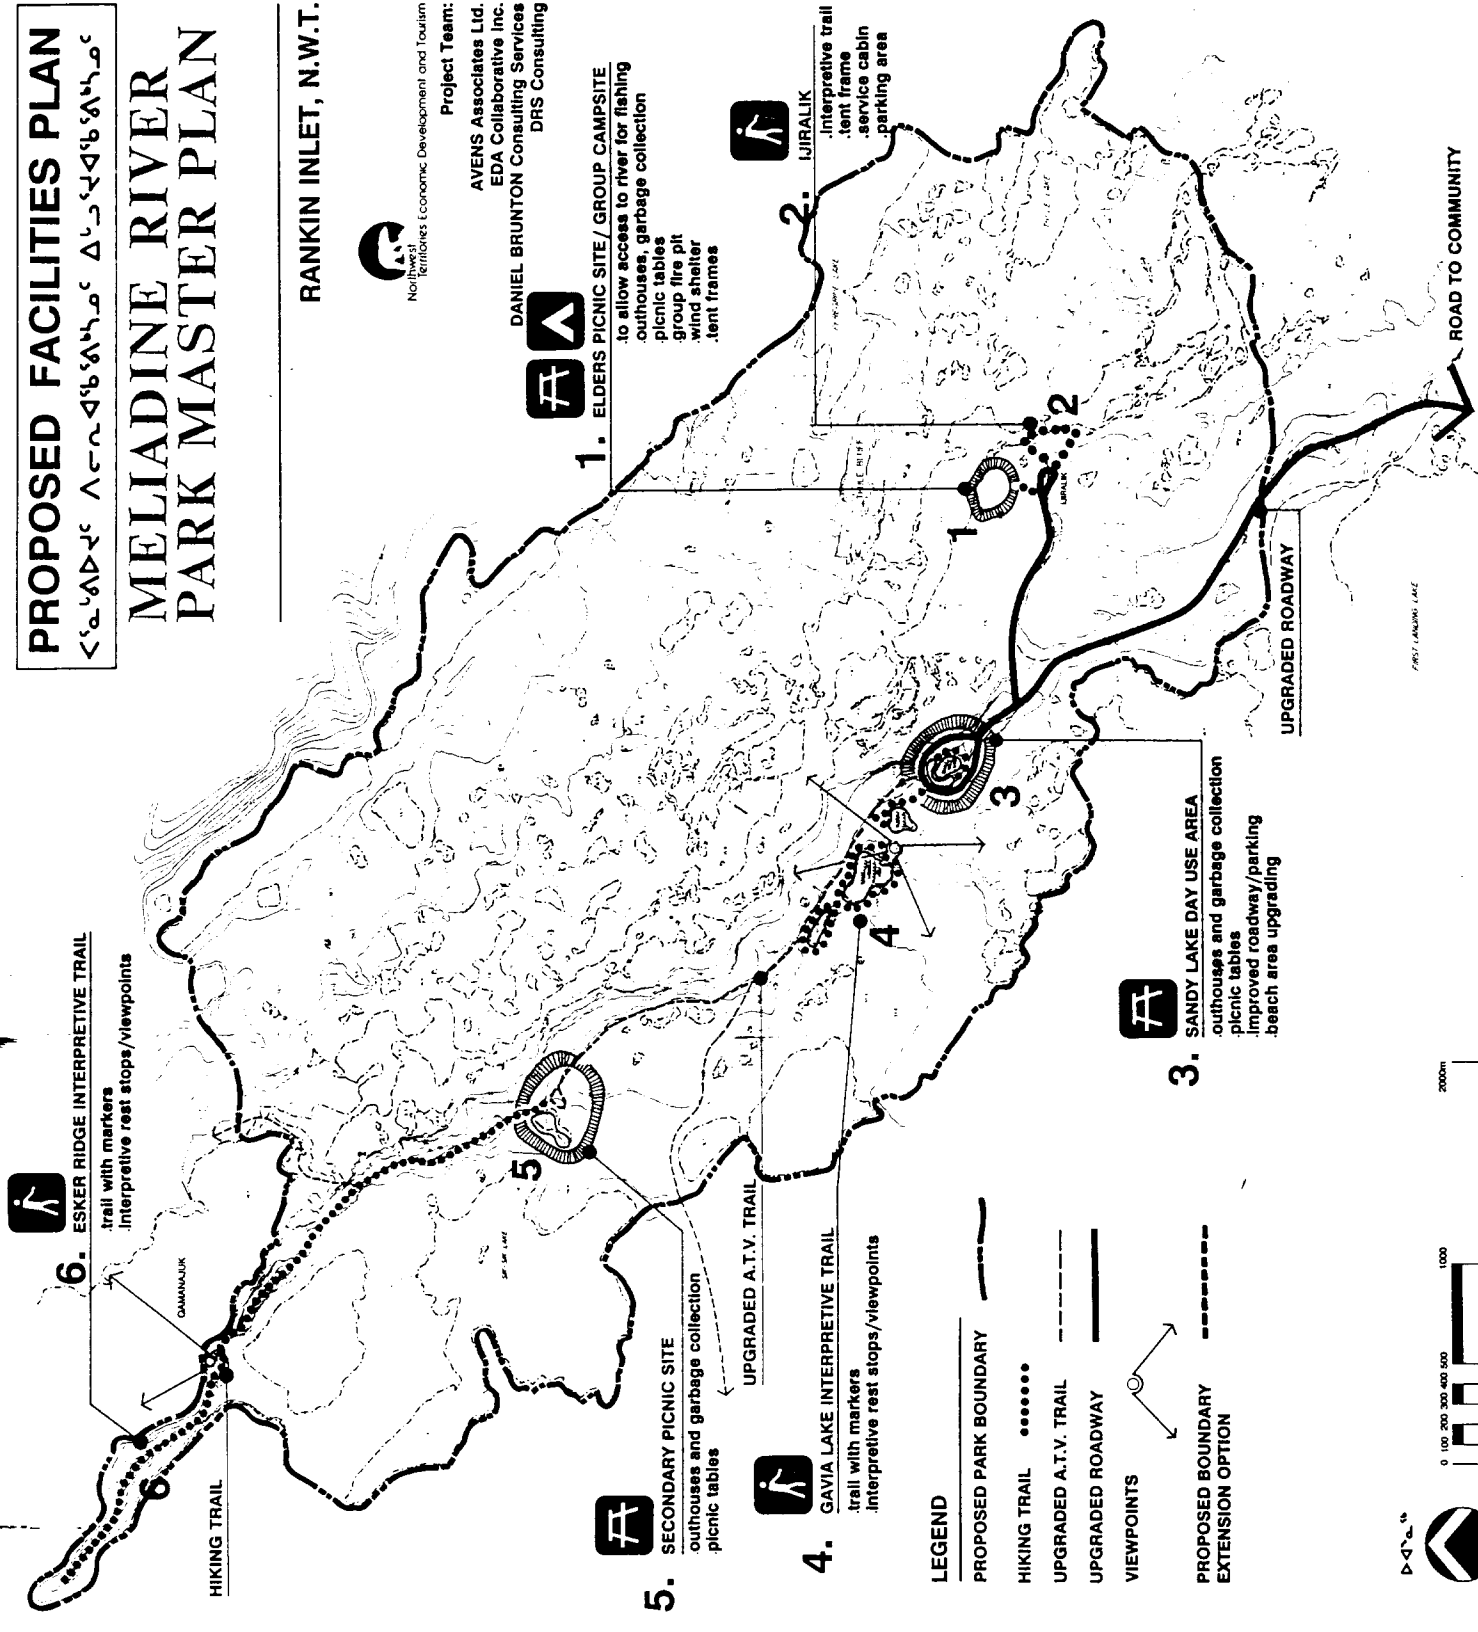 PROPOSED FACILITIES PLAN
MELIADINE RIVER
PARK MASTER PLAN
RANKIN INLET, N.W.T.
Northwest
Territories Economic Development and Tourism
Project Team:
AVENS Associates Ltd.
EDA Collaborative Inc.
DANIEL BRUNTON Consulting Services
DRS Consulting
1. ELDERS PICNIC SITE/ GROUP CAMPSITE
.to allow access to river for fishing
.outhouses, garbage collection
.picnic tables
.group fire pit
.wind shelter
.tent frames
2. IJIRALIK
.interpretive trail
.tent frame
.service cabin
.parking area
3. SANDY LAKE DAY USE AREA
.outhouses and garbage collection
.picnic tables
.improved roadway/parking
.beach area upgrading
4. GAVIA LAKE INTERPRETIVE TRAIL
.trail with markers
.interpretive rest stops/viewpoints
5. SECONDARY PICNIC SITE
.outhouses and garbage collection
.picnic tables
6. ESKER RIDGE INTERPRETIVE TRAIL
.trail with markers
.interpretive rest stops/viewpoints
QAMANAJUK
HIKING TRAIL
UPGRADED A.T.V. TRAIL
UPGRADED ROADWAY
ROAD TO COMMUNITY
FIRST LANDING LAKE
THULE BLUFF
IJIRALIK
1
2
3
4
5
6
LEGEND
PROPOSED PARK BOUNDARY
HIKING TRAIL
UPGRADED A.T.V. TRAIL
UPGRADED ROADWAY
VIEWPOINTS
PROPOSED BOUNDARY
EXTENSION OPTION
0 100 200 300 400 500 1000 2000m